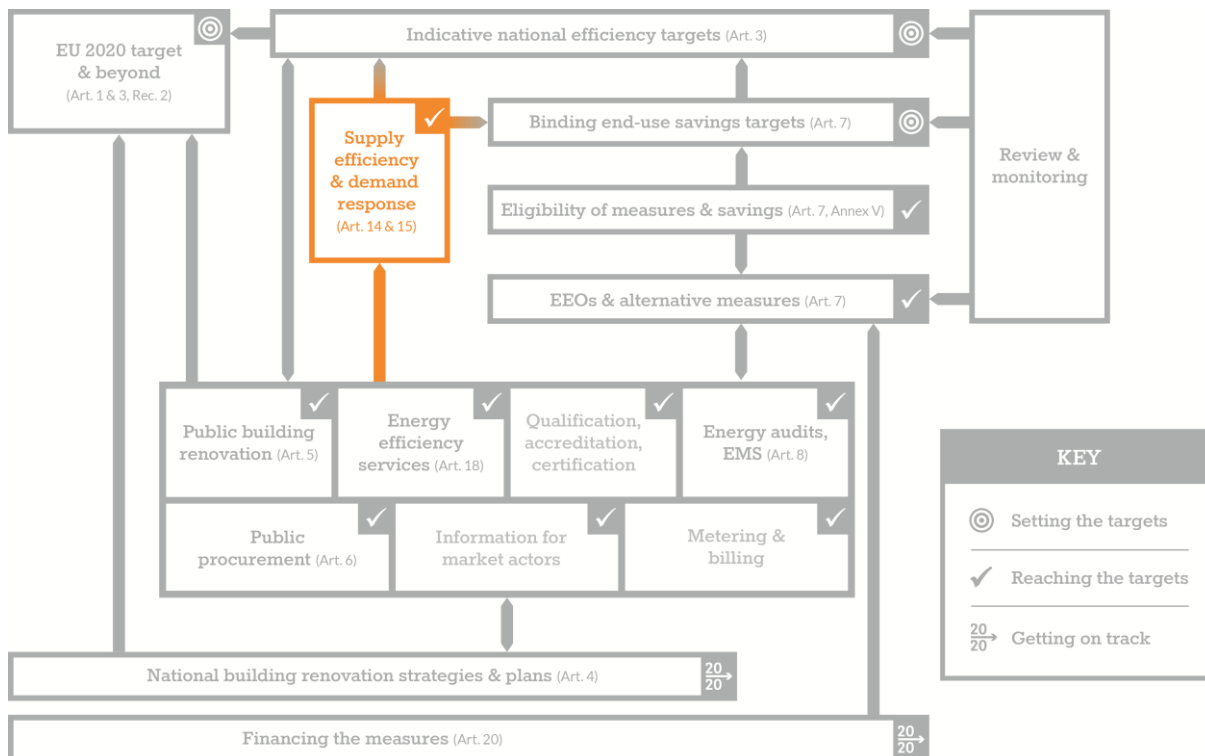 EU 2020 target
& beyond
(Art. 1 & 3, Rec. 2)
Indicative national efficiency targets (Art. 3)
Supply
efficiency
& demand
response
(Art. 14 & 15)
Binding end-use savings targets (Art. 7)
Eligibility of measures & savings (Art. 7, Annex V)
EEOs & alternative measures (Art. 7)
Review &
monitoring
Public building
renovation (Art. 5)
Energy
efficiency
services (Art. 18)
Qualification,
accreditation,
certification
Energy audits,
EMS (Art. 8)
Public
procurement (Art. 6)
Information for
market actors
Metering &
billing
National building renovation strategies & plans (Art. 4)
20
20
Financing the measures (Art. 20)
20
20
KEY
Setting the targets
Reaching the targets
20
20
Getting on track